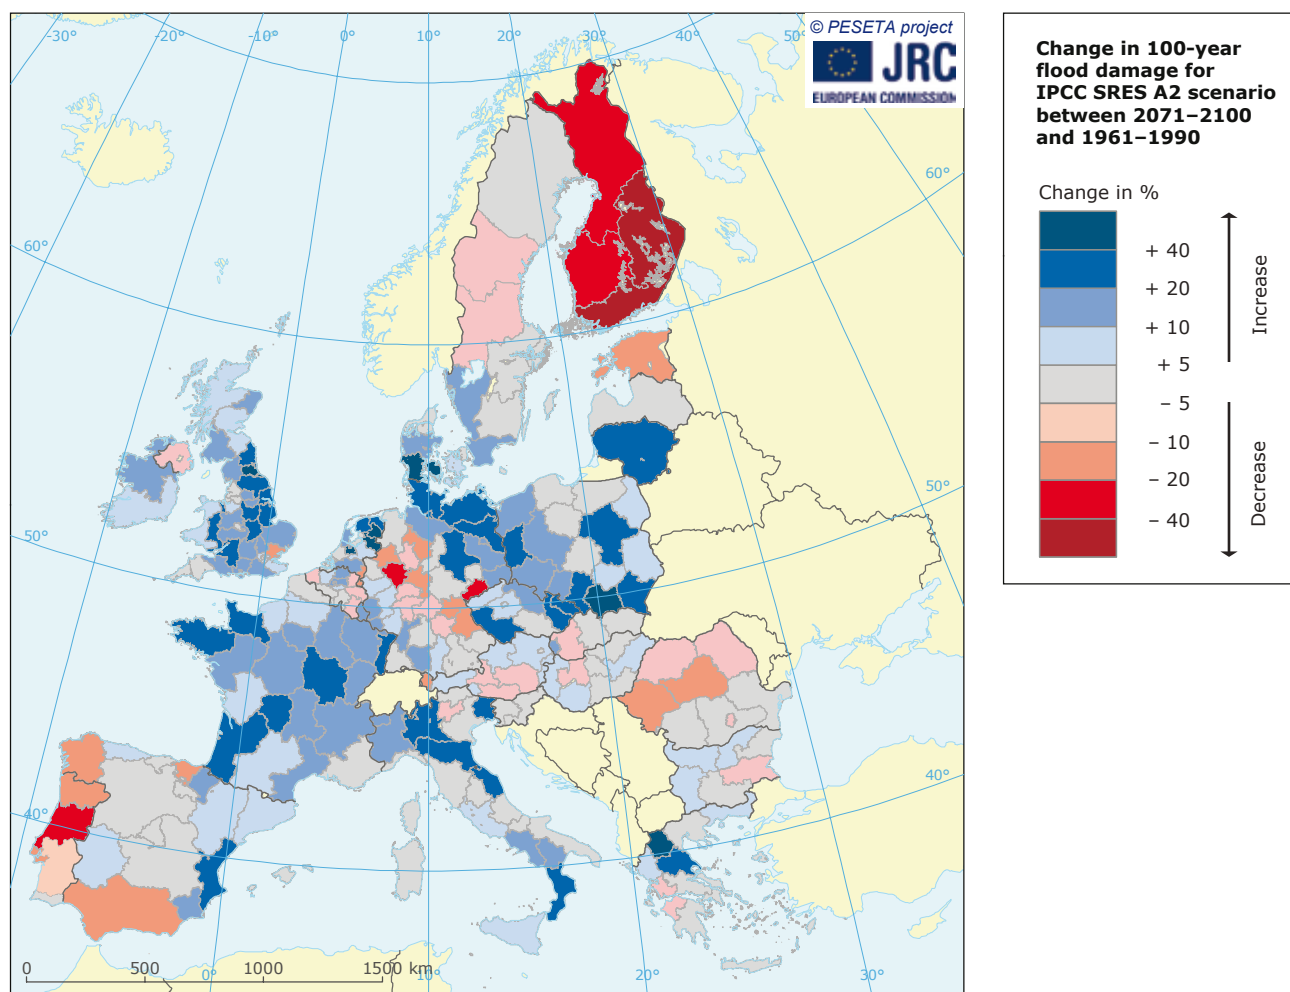 -30°
-20°
-10°
0°
10°
20°
30°
40°
50°
© PESETA project
JRC
EUROPEAN COMMISSION
60°
60°
50°
50°
40°
40°
0
500
1000
1500 km
0°
10°
20°
30°
Change in 100-year
flood damage for
IPCC SRES A2 scenario
between 2071–2100
and 1961–1990
Change in %
+ 40
+ 20
+ 10
+ 5
– 5
– 10
– 20
– 40
Increase
Decrease